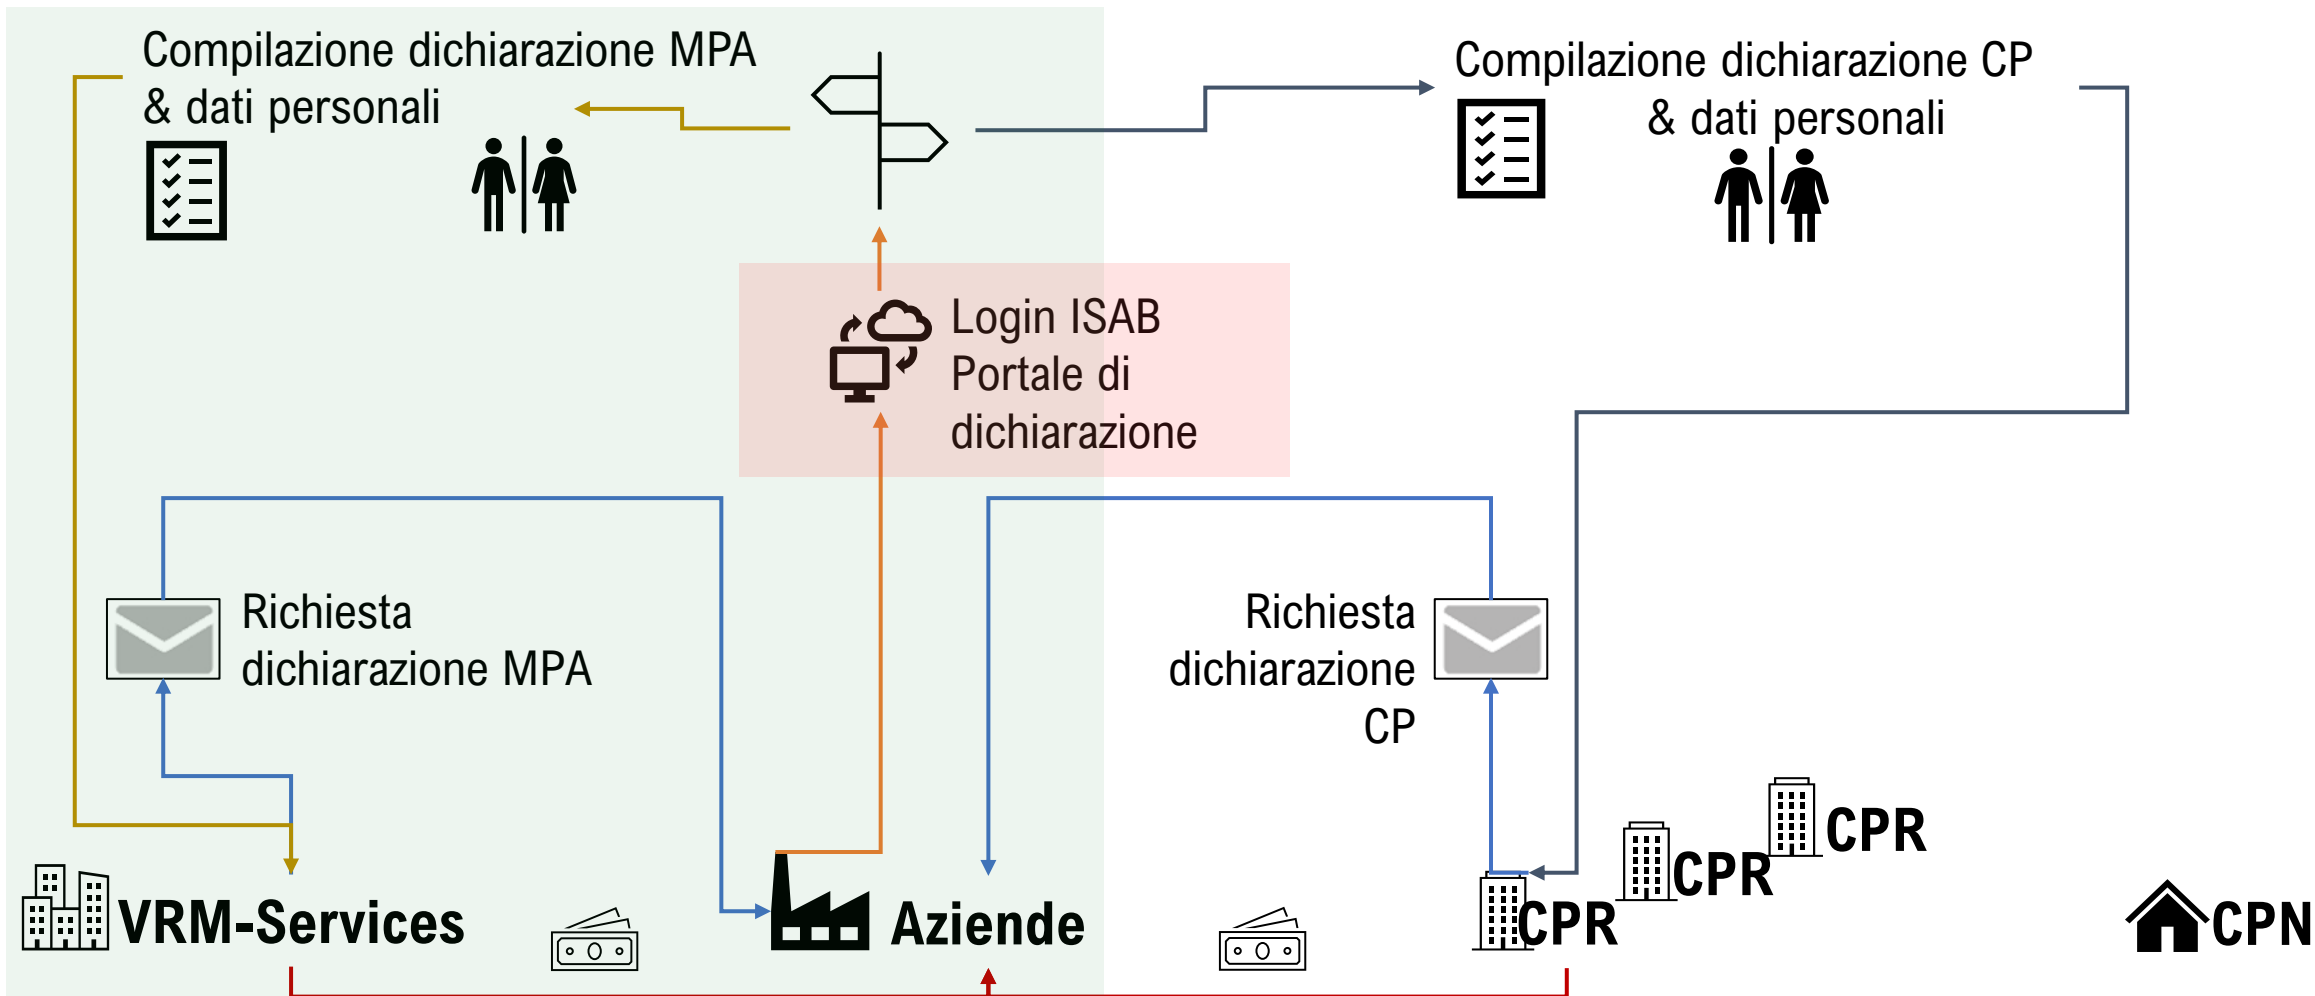 Compilazione dichiarazione MPA
& dati personali
Compilazione dichiarazione CP
& dati personali
Login ISAB
Portale di
dichiarazione
Richiesta
dichiarazione MPA
Richiesta
dichiarazione
CP
CPR
CPR
VRM-Services
Aziende
CPR
CPN